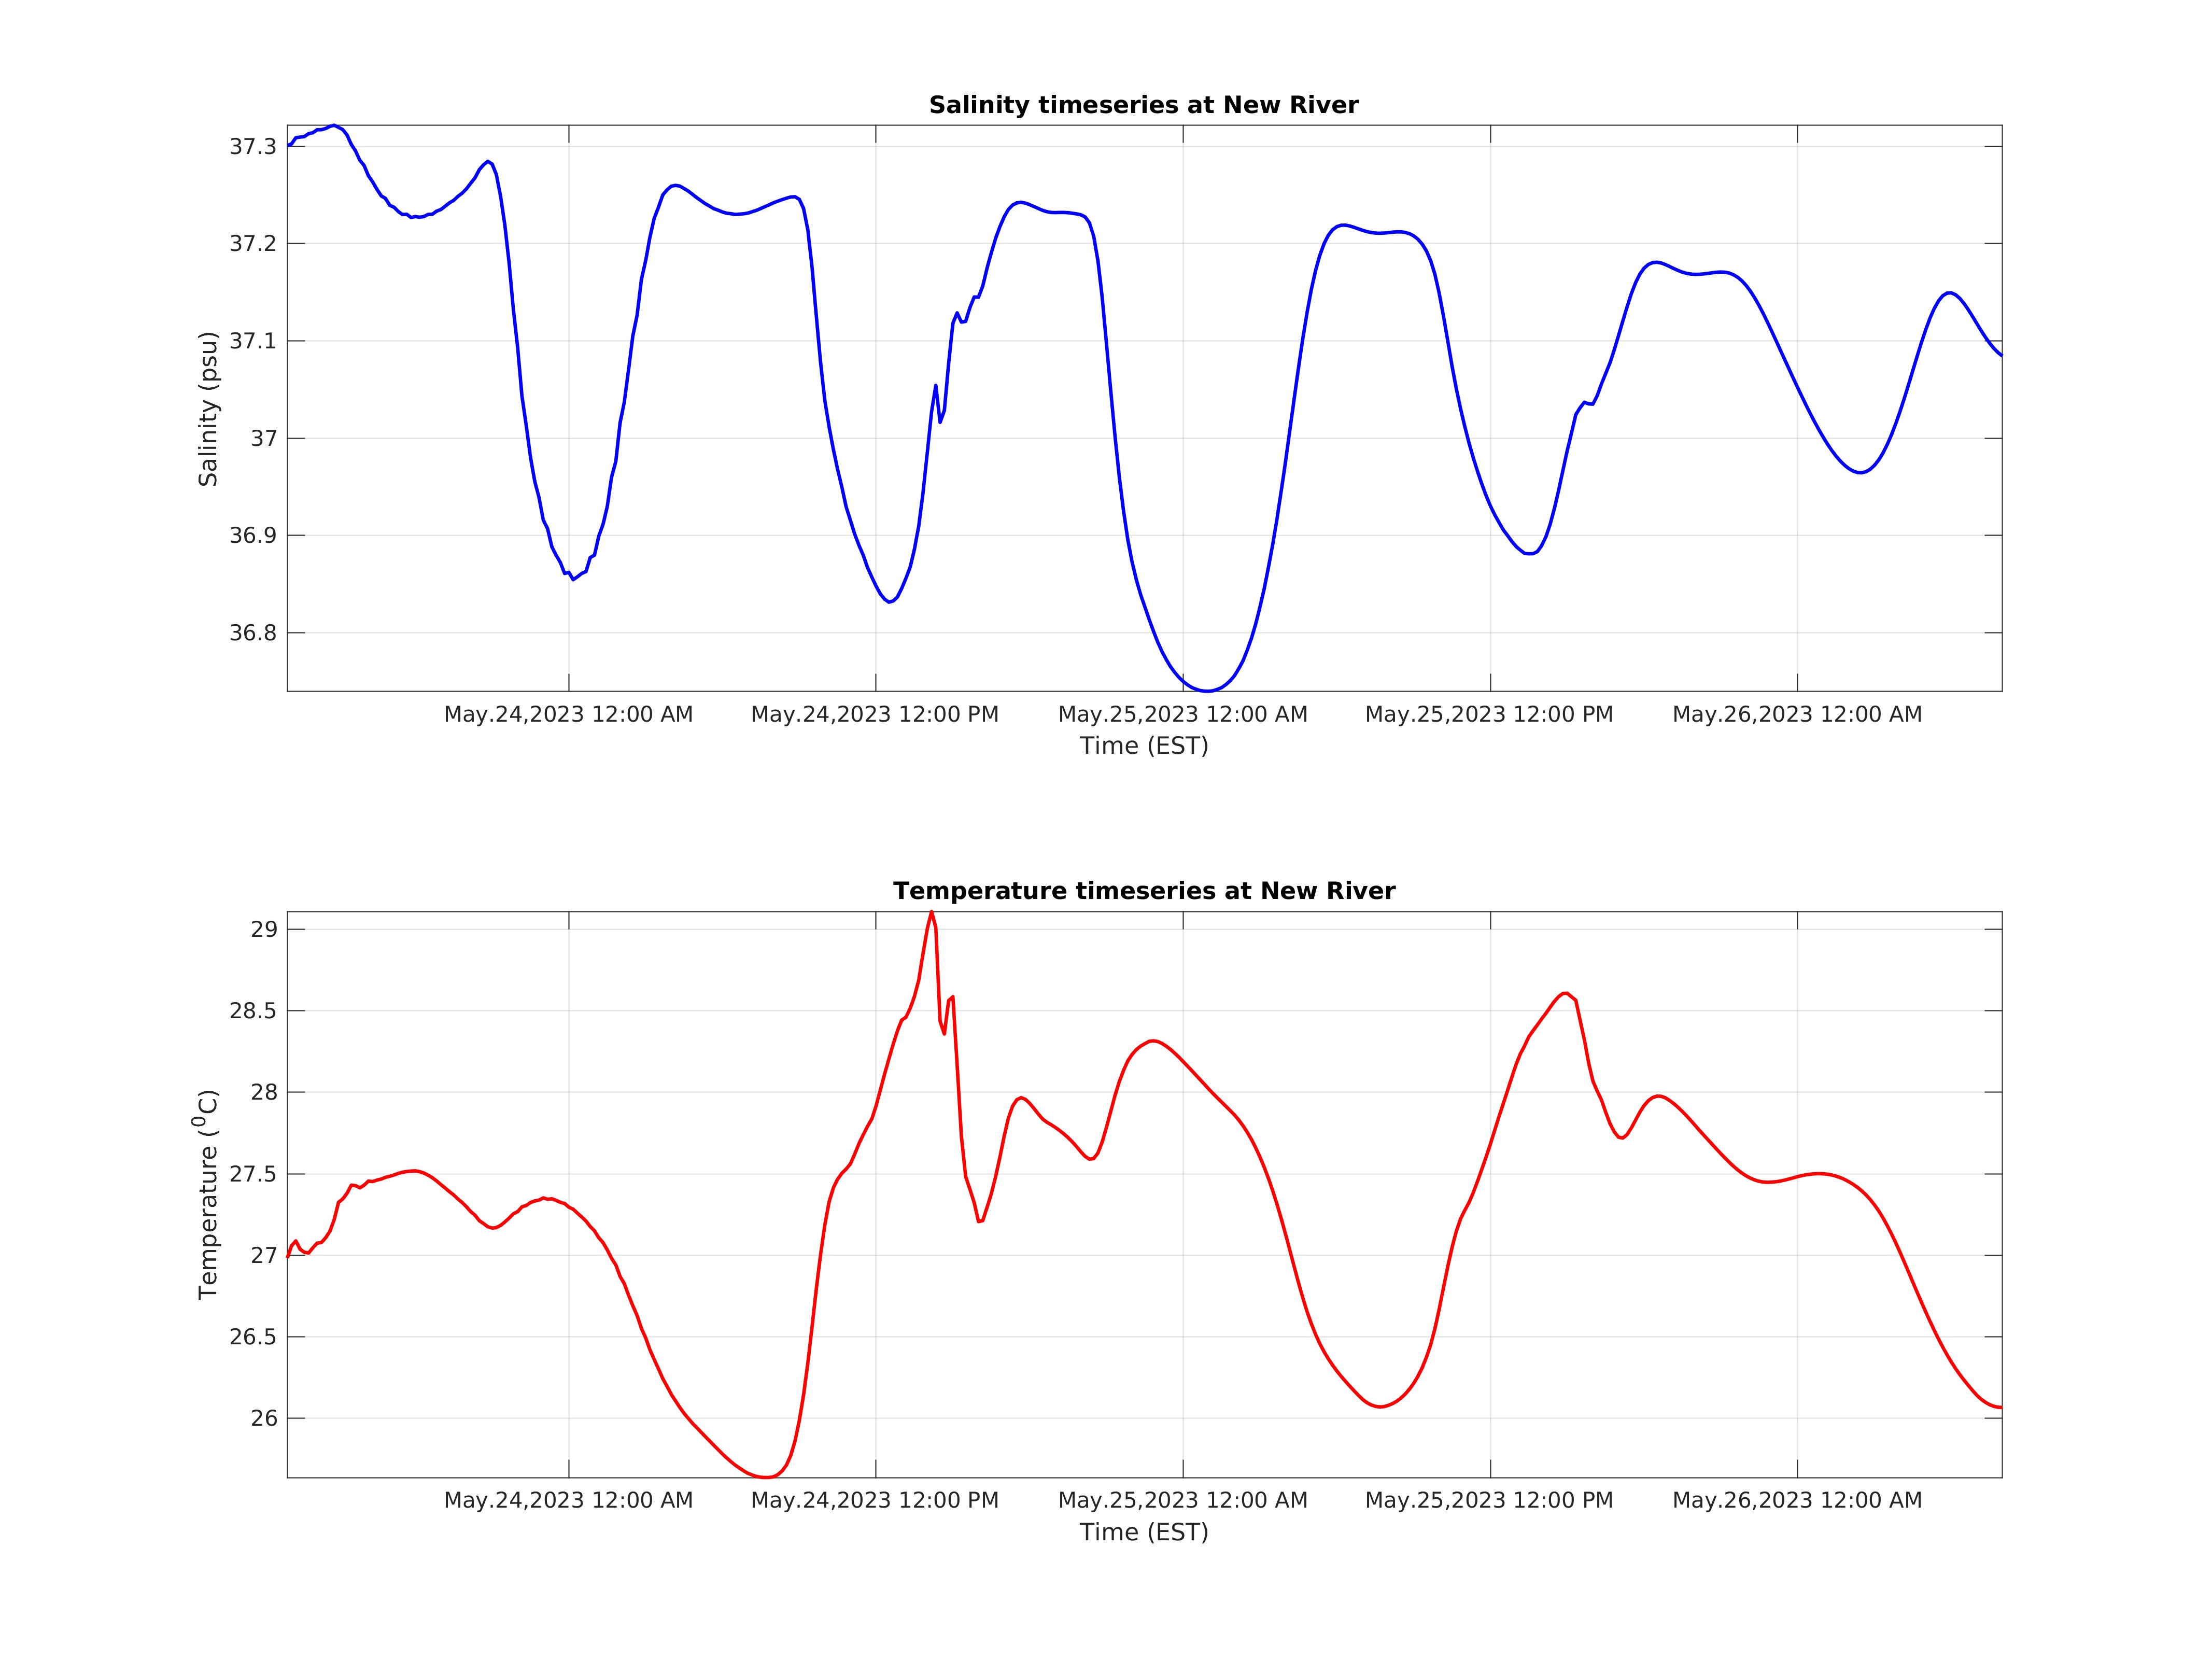 Salinity timeseries at New River
Salinity (psu)
37.3
37.2
37.1
37
36.9
36.8
May.24,2023 12:00 AM
May.24,2023 12:00 PM
May.25,2023 12:00 AM
May.25,2023 12:00 PM
May.26,2023 12:00 AM
Time (EST)
Temperature timeseries at New River
Temperature (⁰C)
29
28.5
28
27.5
27
26.5
26
May.24,2023 12:00 AM
May.24,2023 12:00 PM
May.25,2023 12:00 AM
May.25,2023 12:00 PM
May.26,2023 12:00 AM
Time (EST)